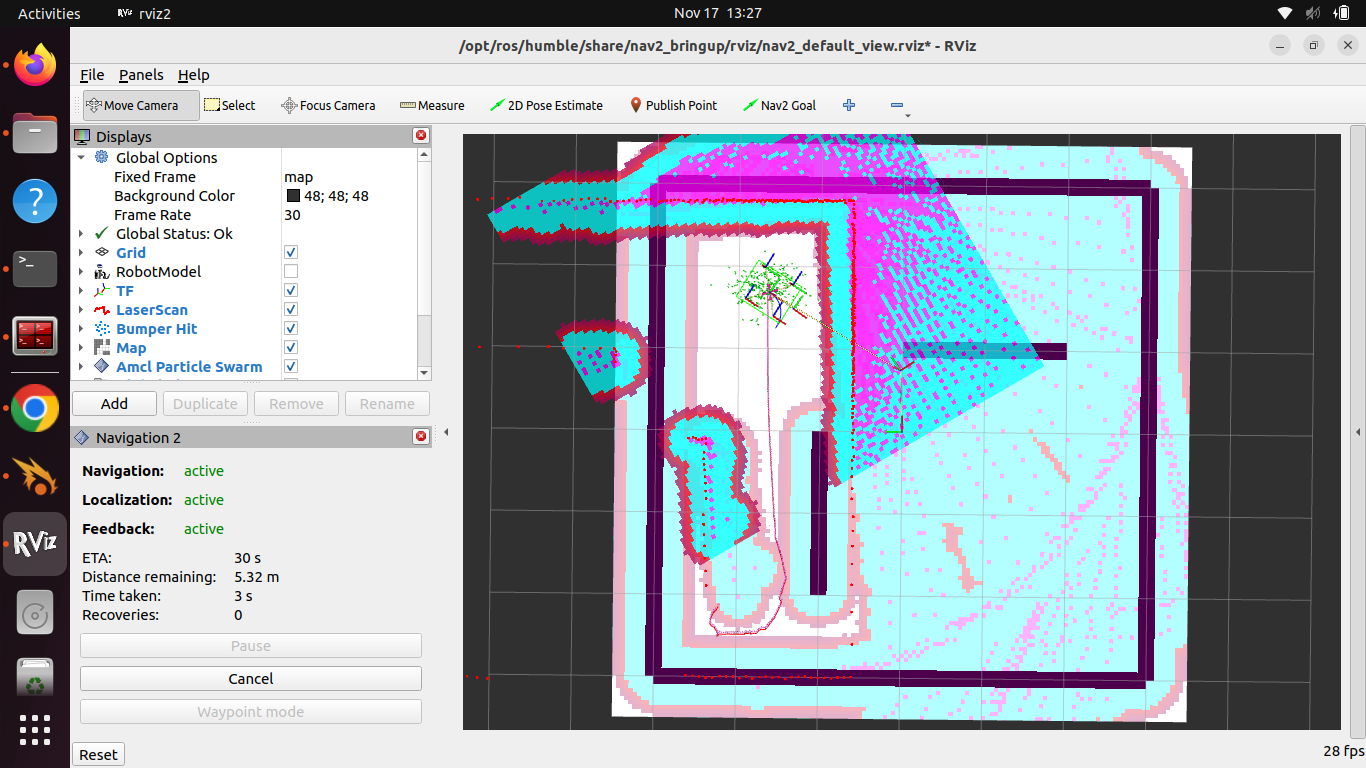 Activities
rviz2
Nov 17 13:27
/opt/ros/humble/share/nav2_bringup/rviz/nav2_default_view.rviz* - RViz
File Panels Help
Move Camera Select Focus Camera Measure 2D Pose Estimate Publish Point Nav2 Goal
Displays
Global Options
Fixed Frame map
Background Color 48; 48; 48
Frame Rate 30
Global Status: Ok
Grid
RobotModel
TF
LaserScan
Bumper Hit
Map
Amcl Particle Swarm
Add Duplicate Remove Rename
Navigation 2
Navigation: active
Localization: active
Feedback: active
ETA: 30 s
Distance remaining: 5.32 m
Time taken: 3 s
Recoveries: 0
Pause
Cancel
Waypoint mode
RViz
Reset
28 fps